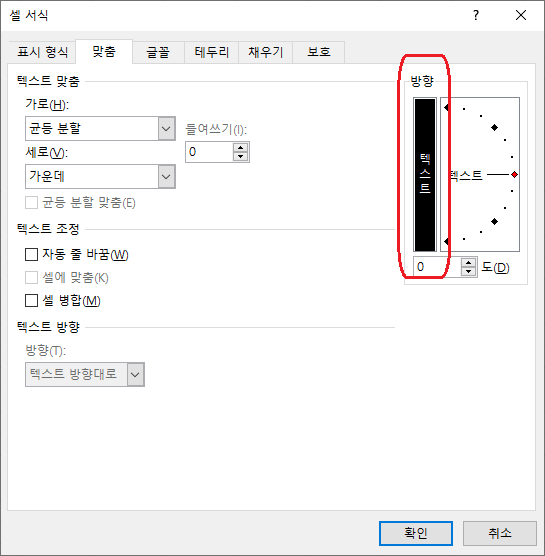 셀 서식
? ×
표시 형식 맞춤 글꼴 테두리 채우기 보호
텍스트 맞춤
가로(H):
균등 분할
들여쓰기(I):
0
세로(V):
가운데
균등 분할 맞춤(E)
텍스트 조정
자동 줄 바꿈(W)
셀에 맞춤(K)
셀 병합(M)
텍스트 방향
방향(T):
텍스트 방향대로
방향
텍스트
텍스트
0 도(D)
확인 취소